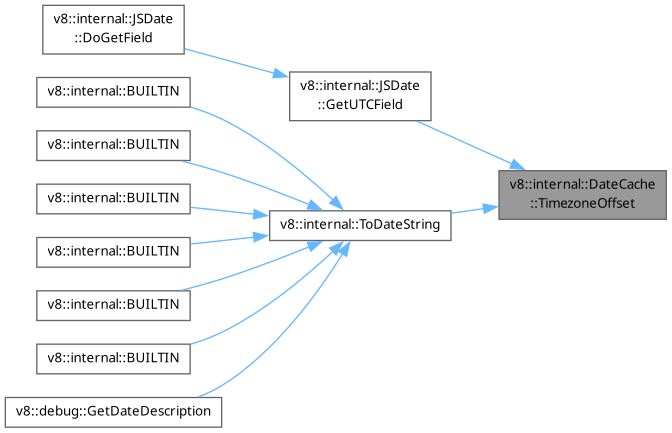 v8::internal::JSDate
::DoGetField
v8::internal::BUILTIN
v8::internal::JSDate
::GetUTCField
v8::internal::BUILTIN
v8::internal::DateCache
::TimezoneOffset
v8::internal::BUILTIN
v8::internal::ToDateString
v8::internal::BUILTIN
v8::internal::BUILTIN
v8::internal::BUILTIN
v8::debug::GetDateDescription